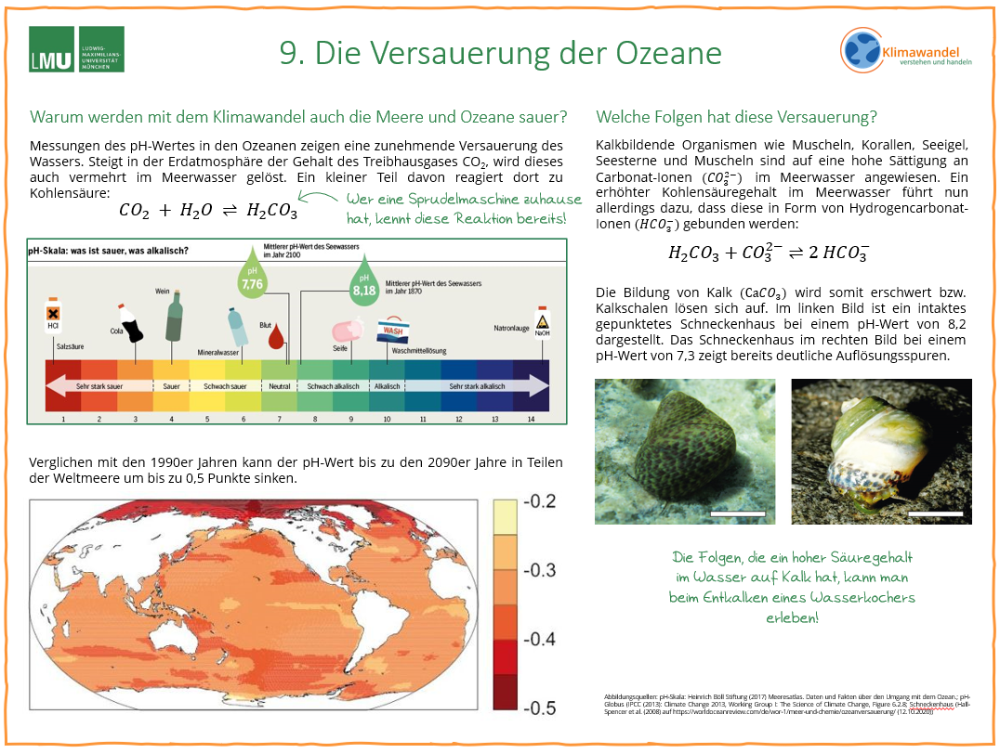 LMU
LUDWIG-
MAXIMILIANS-
UNIVERSITÄT
MÜNCHEN
9. Die Versauerung der Ozeane
Klimawandel
verstehen und handeln
Warum werden mit dem Klimawandel auch die Meere und Ozeane sauer?
Messungen des pH-Wertes in den Ozeanen zeigen eine zunehmende Versauerung des
Wassers. Steigt in der Erdatmosphäre der Gehalt des Treibhausgases CO₂, wird dieses
auch vermehrt im Meerwasser gelöst. Ein kleiner Teil davon reagiert dort zu
Kohlensäure:
CO₂ + H₂O ⇌ H₂CO₃
Wer eine Sprudelmaschine zuhause
hat, kennt diese Reaktion bereits!
pH-Skala: was ist sauer, was alkalisch?
Mittlerer pH-Wert des Seewassers
im Jahr 2100
pH
7,76
pH
8,18
Mittlerer pH-Wert des Seewassers
im Jahr 1870
HCl
Salzsäure
Cola
Wein
Mineralwasser
Blut
Seife
WASH
Waschmittellösung
Natronlauge
NaOH
Sehr stark sauer
Sauer
Schwach sauer
Neutral
Schwach alkalisch
Alkalisch
Sehr stark alkalisch
1 2 3 4 5 6 7 8 9 10 11 12 13 14
Verglichen mit den 1990er Jahren kann der pH-Wert bis zu den 2090er Jahre in Teilen
der Weltmeere um bis zu 0,5 Punkte sinken.
-0.2
-0.3
-0.4
-0.5
Welche Folgen hat diese Versauerung?
Kalkbildende Organismen wie Muscheln, Korallen, Seeigel,
Seesterne und Muscheln sind auf eine hohe Sättigung an
Carbonat-Ionen (CO₃²⁻) im Meerwasser angewiesen. Ein
erhöhter Kohlensäuregehalt im Meerwasser führt nun
allerdings dazu, dass diese in Form von Hydrogencarbonat-
Ionen (HCO₃⁻) gebunden werden:
H₂CO₃ + CO₃²⁻ ⇌ 2 HCO₃⁻
Die Bildung von Kalk (CaCO₃) wird somit erschwert bzw.
Kalkschalen lösen sich auf. Im linken Bild ist ein intaktes
gepunktetes Schneckenhaus bei einem pH-Wert von 8,2
dargestellt. Das Schneckenhaus im rechten Bild bei einem
pH-Wert von 7,3 zeigt bereits deutliche Auflösungsspuren.
Die Folgen, die ein hoher Säuregehalt
im Wasser auf Kalk hat, kann man
beim Entkalken eines Wasserkochers
erleben!
Abbildungsquellen: pH-Skala: Heinrich Böll Stiftung (2017) Meeresatlas. Daten und Fakten über den Umgang mit dem Ozean.; pH-
Globus (IPCC (2013): Climate Change 2013, Working Group I: The Science of Climate Change, Figure 6.2.8; Schneckenhaus (Hall-
Spencer et al. (2008) auf https://worldoceanreview.com/de/wor-1/meer-und-chemie/ozeanversauerung/ (12.10.2020))